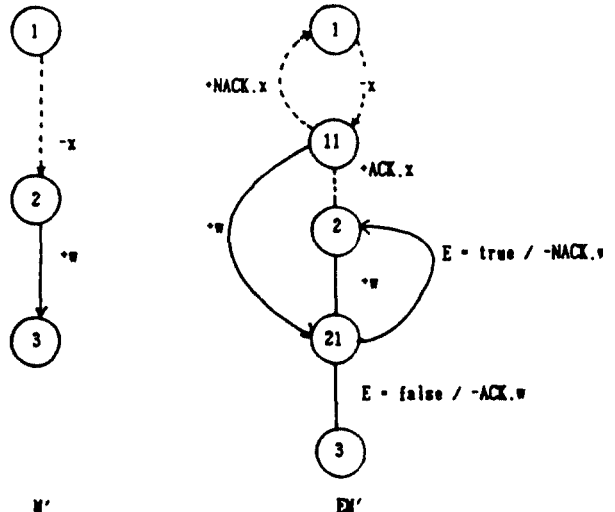 1
-x
2
+w
3
M'
1
+NACK.x
-x
11
+ACK.x
+w
2
E = true / -NACK.w
+w
21
E = false / -ACK.w
3
EM'